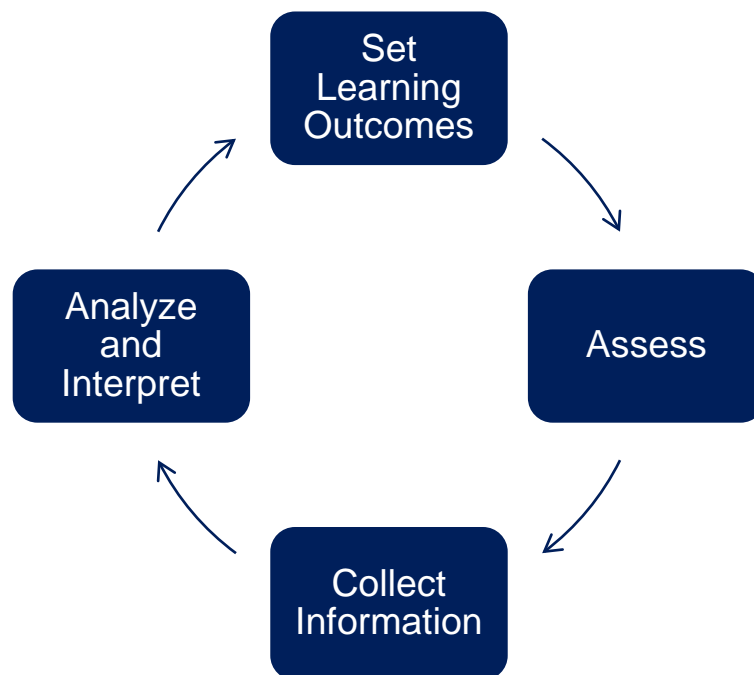 Set
Learning
Outcomes
Assess
Collect
Information
Analyze
and
Interpret